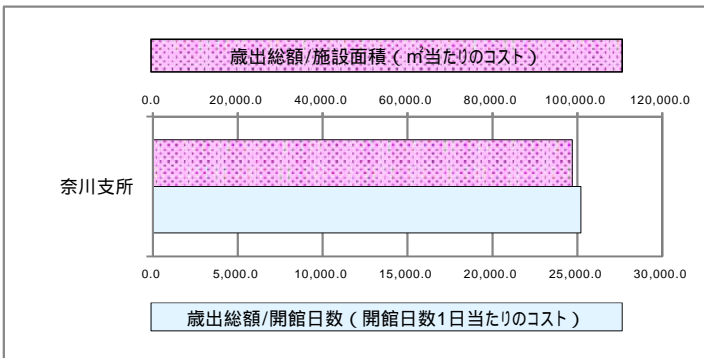 歳出総額/施設面積（㎡当たりのコスト）
0.0 20,000.0 40,000.0 60,000.0 80,000.0 100,000.0 120,000.0
奈川支所
0.0 5,000.0 10,000.0 15,000.0 20,000.0 25,000.0 30,000.0
歳出総額/開館日数（開館日数1日当たりのコスト）